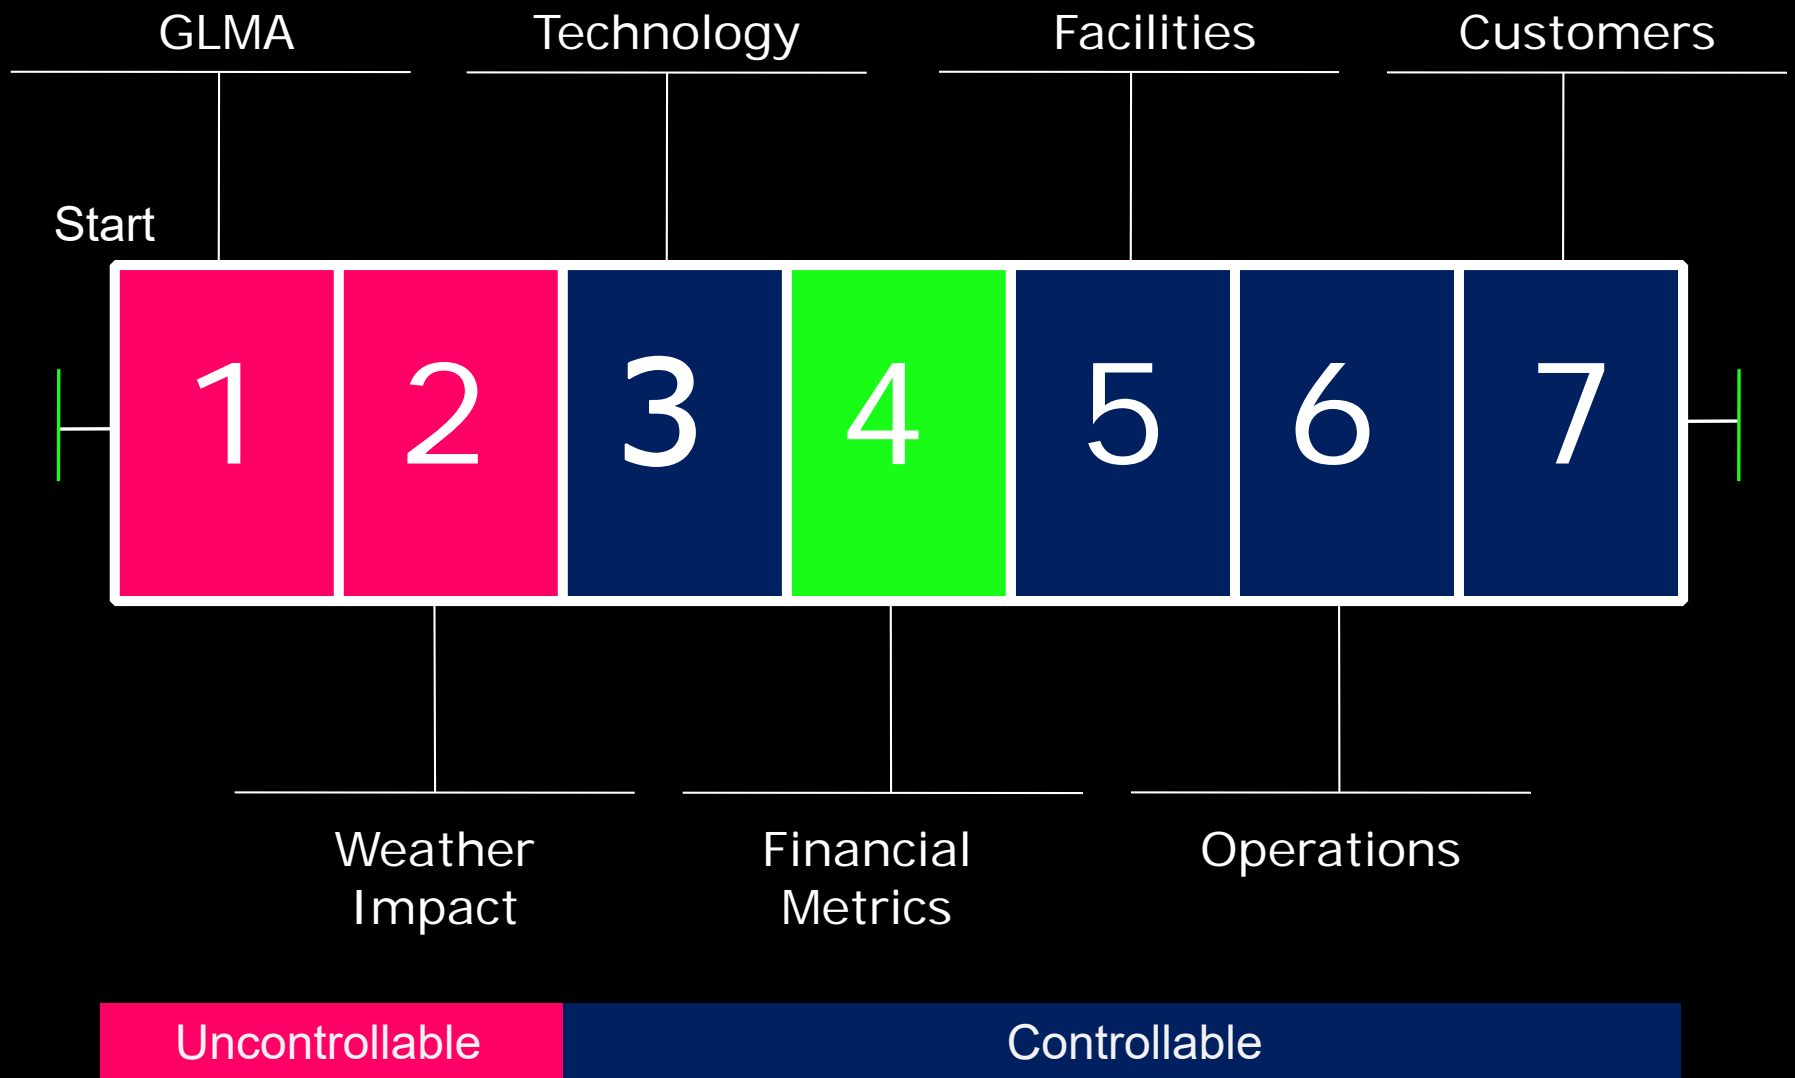 GLMA
Technology
Facilities
Customers
Start
1
2
3
4
5
6
7
Weather
Impact
Financial
Metrics
Operations
Uncontrollable
Controllable